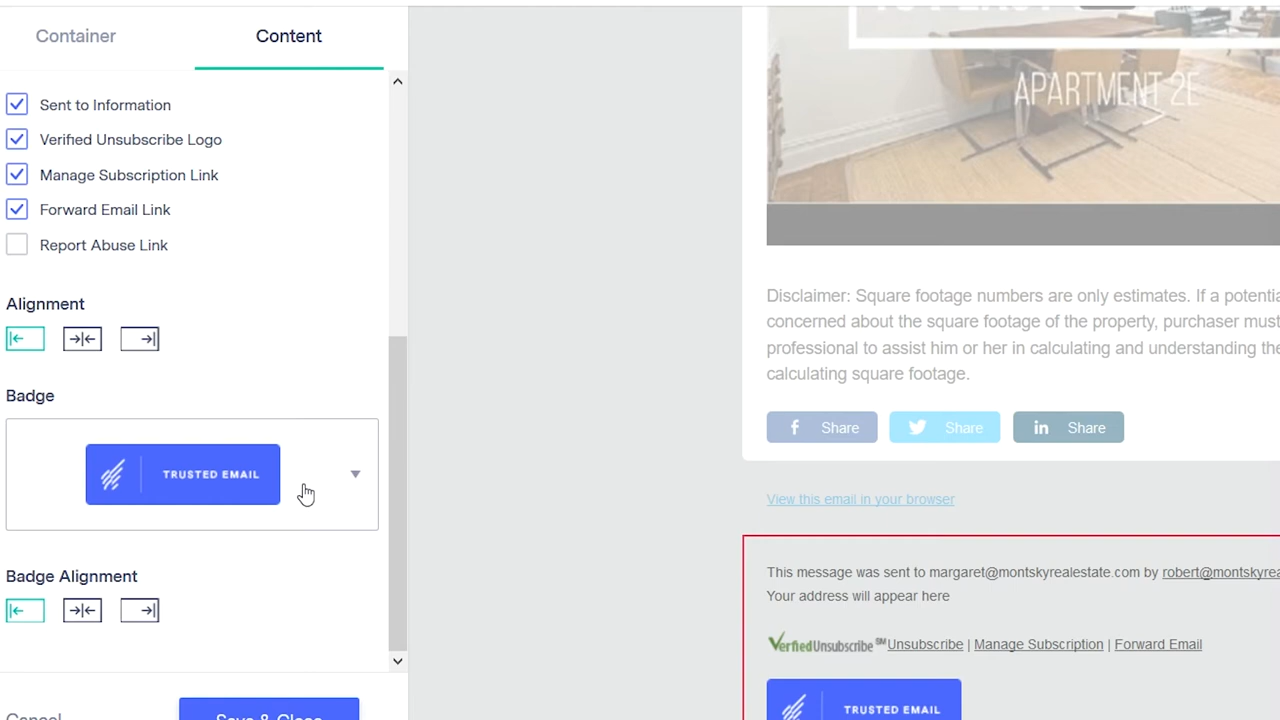 Container
Content
Sent to Information
Verified Unsubscribe Logo
Manage Subscription Link
Forward Email Link
Report Abuse Link
Alignment
Badge
TRUSTED EMAIL
Badge Alignment
Cancel
Save & Close
APARTMENT 2E
Disclaimer: Square footage numbers are only estimates. If a
concerned about the square footage of the property, purchaser must
professional to assist him or her in calculating and understanding
calculating square footage.
Share Share Share
View this email in your browser
This message was sent to margaret@montskyrealestate.com by
Your address will appear here
VerifiedUnsubscribe℠ Unsubscribe | Manage Subscription | Forward Email
TRUSTED EMAIL